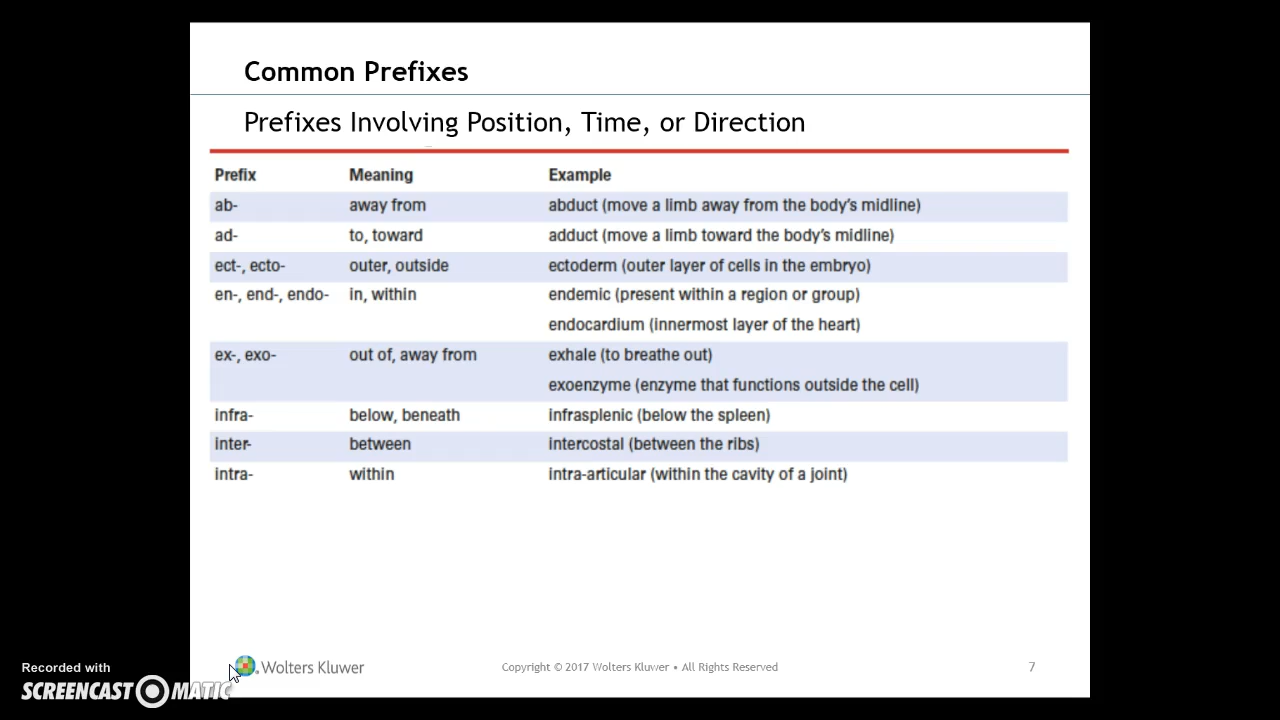 Common Prefixes
Prefixes Involving Position, Time, or Direction
Prefix Meaning Example
ab- away from abduct (move a limb away from the body's midline)
ad- to, toward adduct (move a limb toward the body's midline)
ect-, ecto- outer, outside ectoderm (outer layer of cells in the embryo)
en-, end-, endo- in, within endemic (present within a region or group)
endocardium (innermost layer of the heart)
ex-, exo- out of, away from exhale (to breathe out)
exoenzyme (enzyme that functions outside the cell)
infra- below, beneath infrasplenic (below the spleen)
inter- between intercostal (between the ribs)
intra- within intra-articular (within the cavity of a joint)
Recorded with
SCREENCAST-O-MATIC
Wolters Kluwer
Copyright © 2017 Wolters Kluwer • All Rights Reserved
7